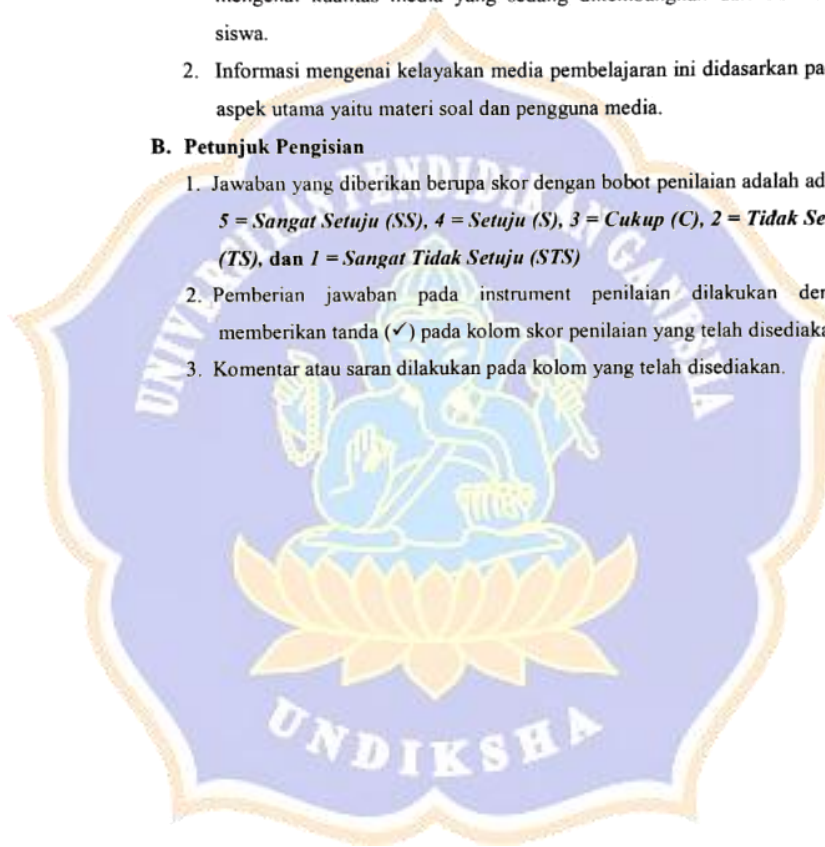 siswa.
2. Informasi mengenai kelayakan media pembelajaran ini didasarkan pa
aspek utama yaitu materi soal dan pengguna media.
B. Petunjuk Pengisian
1. Jawaban yang diberikan berupa skor dengan bobot penilaian adalah ad
5 = Sangat Setuju (SS), 4 = Setuju (S), 3 = Cukup (C), 2 = Tidak Se
(TS), dan 1 = Sangat Tidak Setuju (STS)
2. Pemberian jawaban pada instrument penilaian dilakukan den
memberikan tanda (✓) pada kolom skor penilaian yang telah disediaka
3. Komentar atau saran dilakukan pada kolom yang telah disediakan.
UNIVERSITAS PENDIDIKAN GANESHA
UNDIKSHA